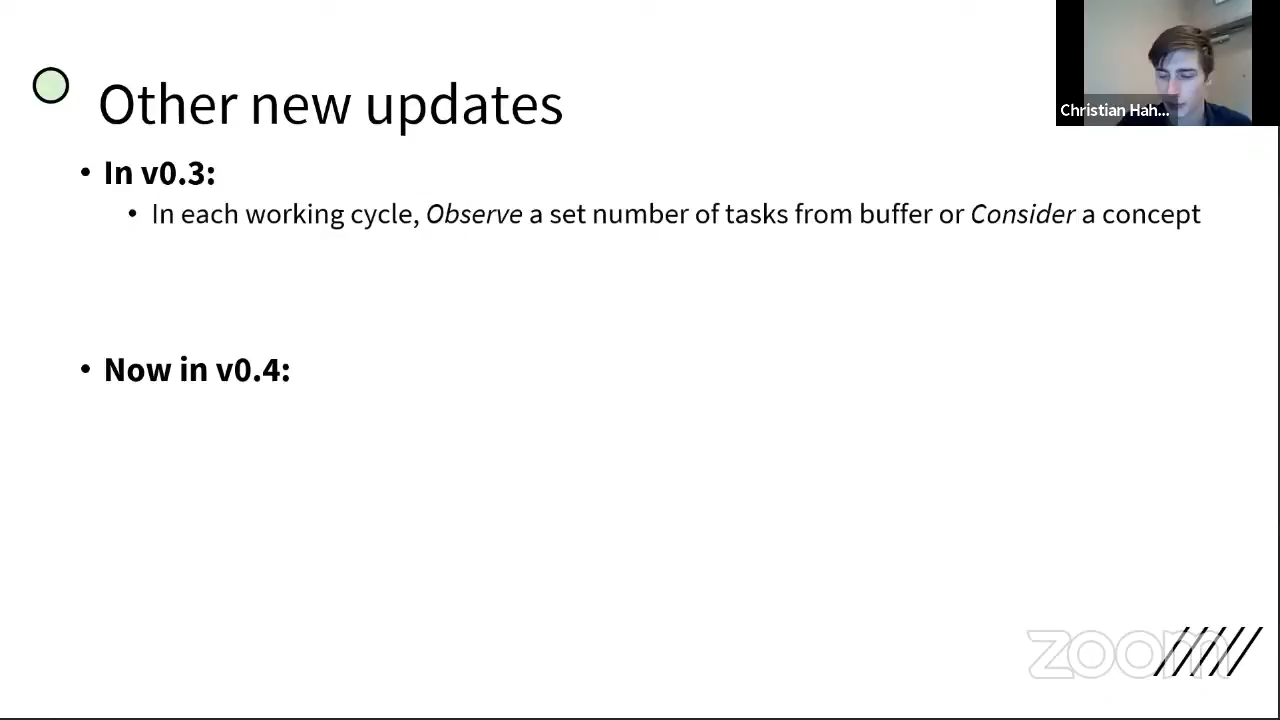 Other new updates
Christian Hah...
• In v0.3:
• In each working cycle, Observe a set number of tasks from buffer or Consider a concept
• Now in v0.4:
zoom